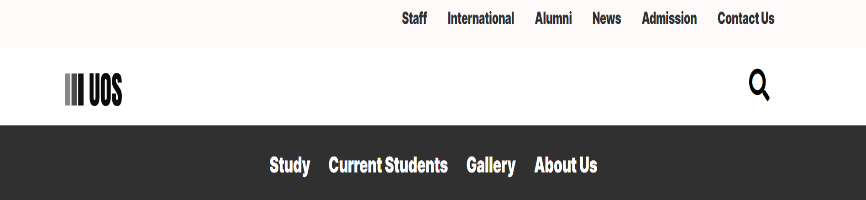 Staff International Alumni News Admission Contact Us
UOS
Study Current Students Gallery About Us